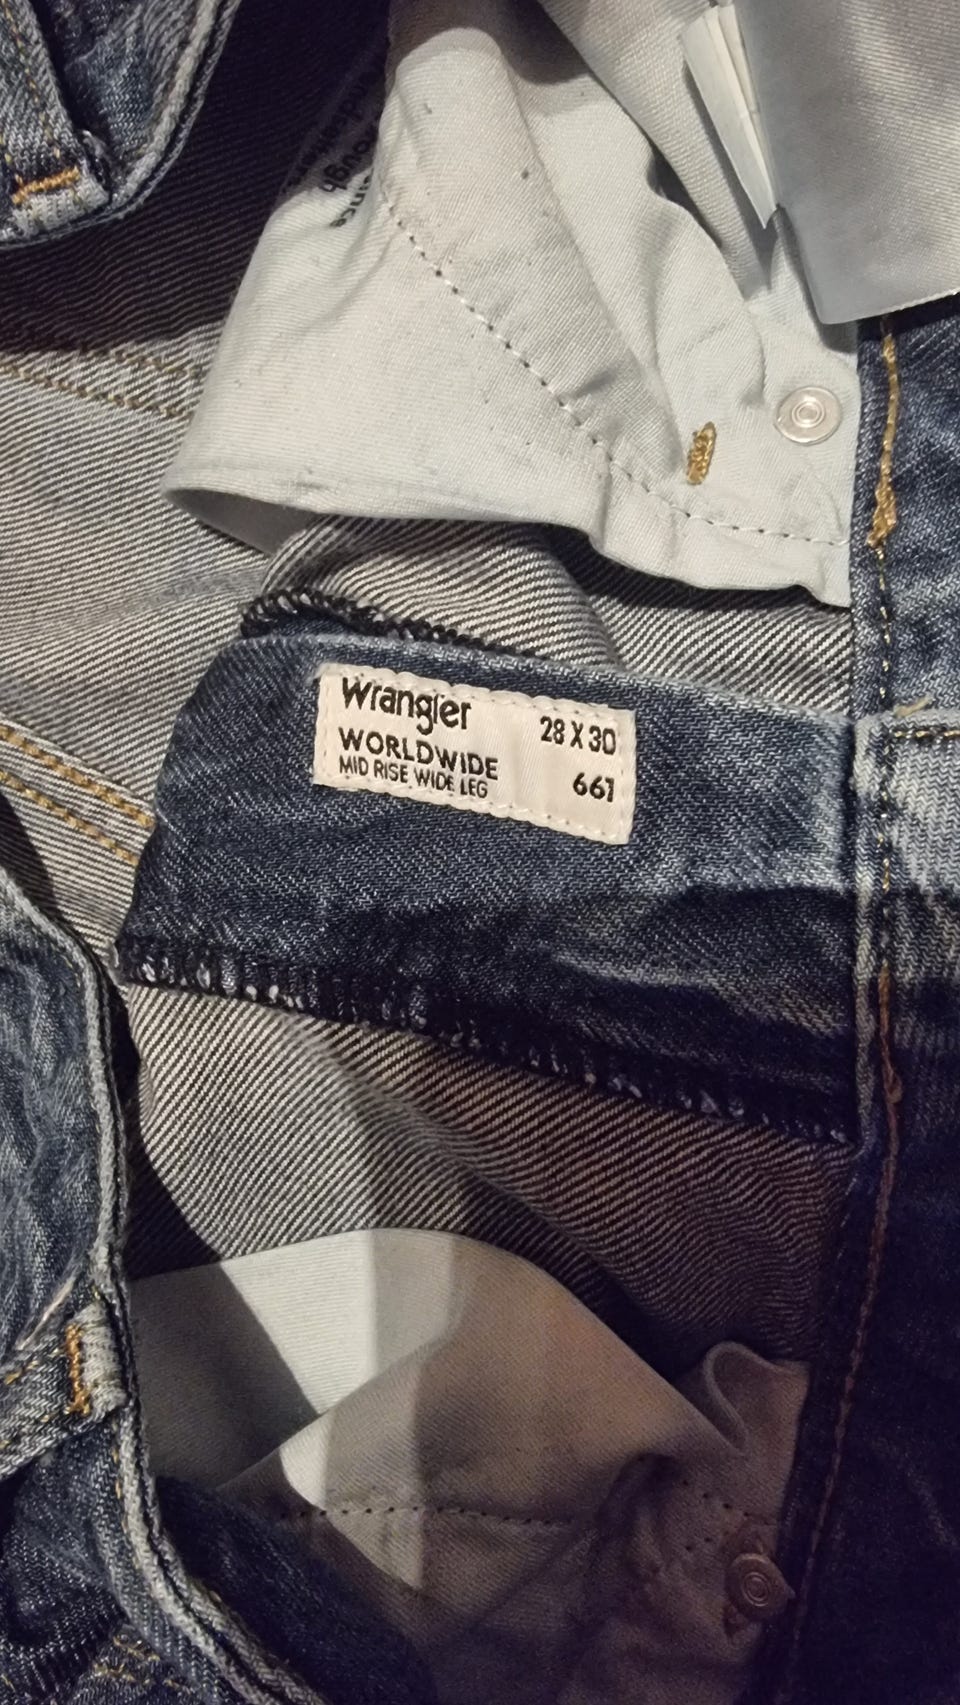 Wrangler
WORLDWIDE
MID RISE WIDE LEG
28 X 30
661